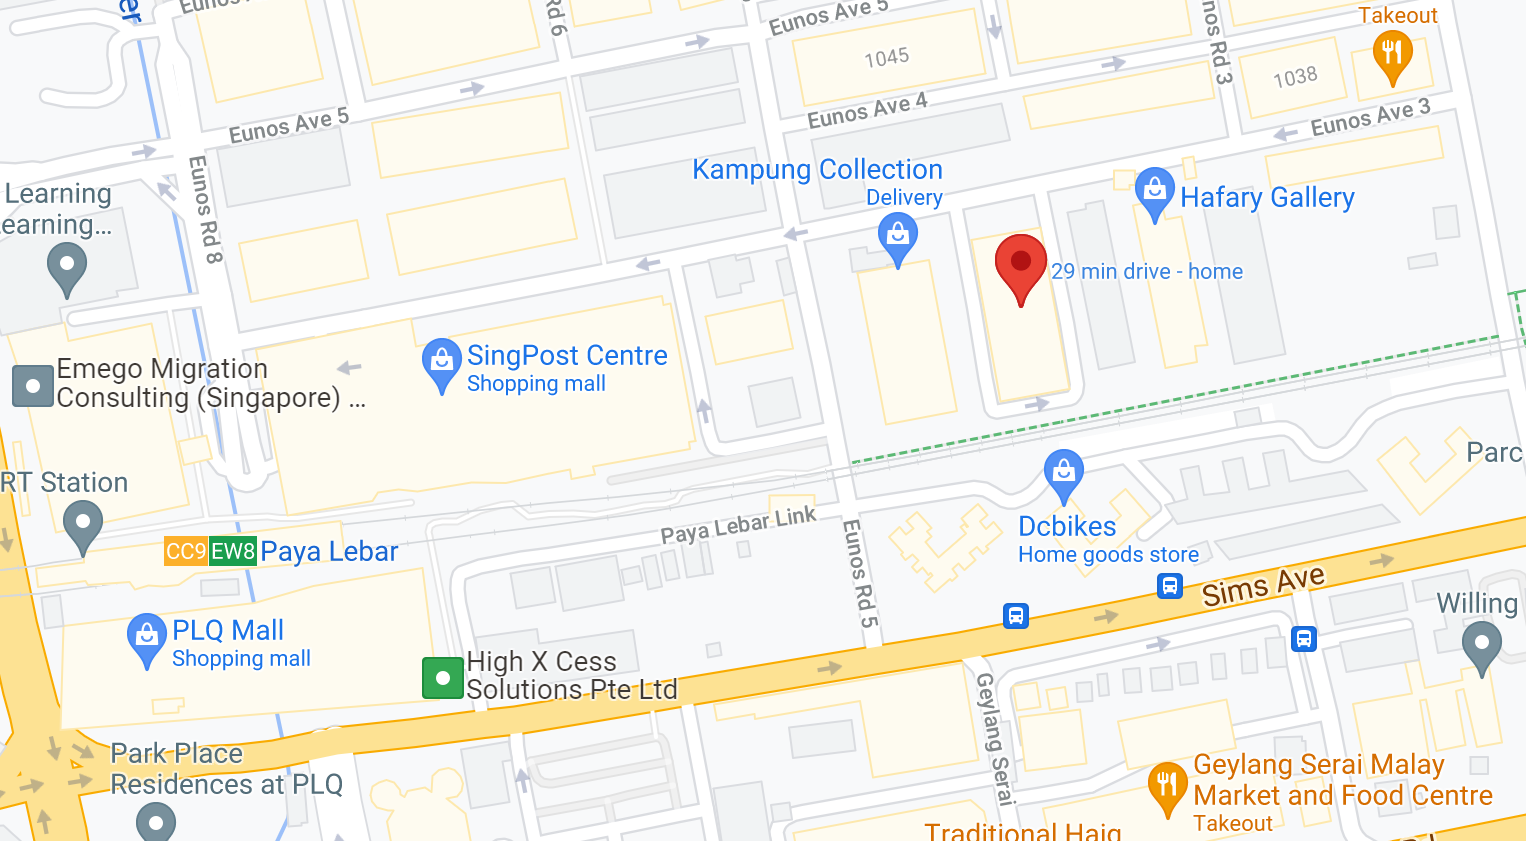 Eunos Ave 5
Rd 6
Eunos Ave 5
Takeout
1045
Eunos Rd 3
1038
Eunos Ave 5
Eunos Ave 4
Eunos Ave 3
Kampung Collection
Delivery
Eunos Rd 8
Learning
earning...
Hafary Gallery
29 min drive - home
SingPost Centre
Shopping mall
Emego Migration
Consulting (Singapore) ...
RT Station
Parc
Paya Lebar Link
Dcbikes
Home goods store
CC9
EW8
Paya Lebar
Eunos Rd 5
Sims Ave
Willing
PLQ Mall
Shopping mall
High X Cess
Solutions Pte Ltd
Geylang Serai
Park Place
Residences at PLQ
Geylang Serai Malay
Market and Food Centre
Takeout
Traditional Haig